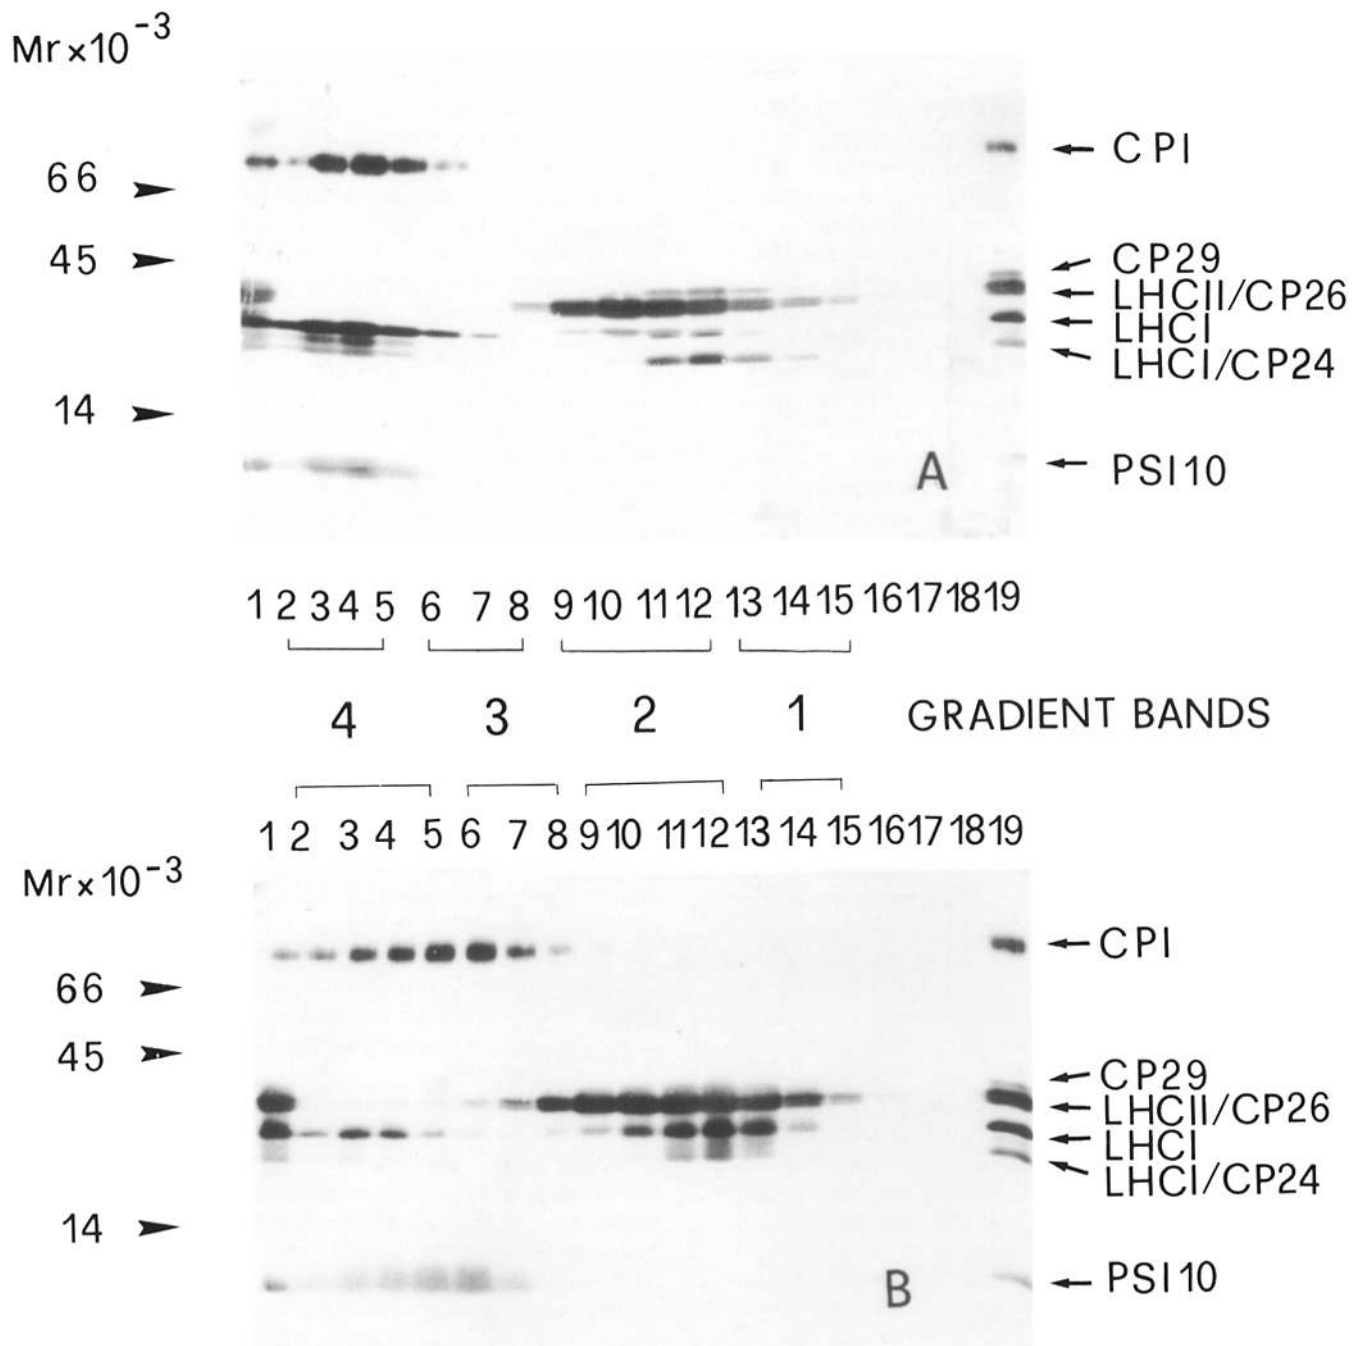 Mr×10⁻³
CPI
66
45
CP29
LHCII/CP26
LHCI
LHCI/CP24
14
PSI10
A
1 2 3 4 5 6 7 8 9 10 11 12 13 14 15 16 17 18 19
4 3 2 1 GRADIENT BANDS
1 2 3 4 5 6 7 8 9 10 11 12 13 14 15 16 17 18 19
Mr×10⁻³
CPI
66
45
CP29
LHCII/CP26
LHCI
LHCI/CP24
14
PSI10
B